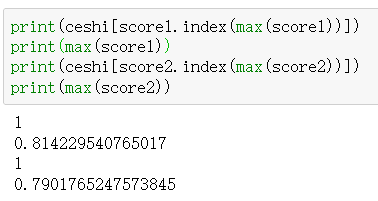 print(ceshi[score1.index(max(score1))])
print(max(score1))
print(ceshi[score2.index(max(score2))])
print(max(score2))
1
0.814229540765017
1
0.7901765247573845